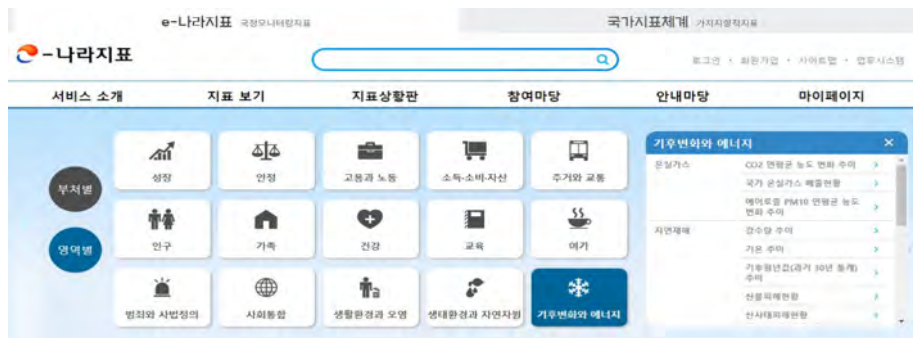 e-나라지표 국정모니터링지표
국가지표체계
e-나라지표
로그인 · 회원가입 · 사이트맵 ·
서비스 소개
지표 보기
지표상황판
참여마당
안내마당
마이페이지
부처별
영역별
성장
안정
고용과 노동
소득·소비·자산
주거와 교통
인구
가족
건강
교육
여가
범죄와 사법정의
사회통합
생활환경과 오염
생태환경과 자연자원
기후변화와 에너지
기후변화와 에너지 ×
온실가스
CO2 연평균 농도 변화 추이
국가 온실가스 배출현황
에어로졸 PM10 연평균 농도
변화 추이
자연재해
강수량 추이
기온 추이
기후평년값(과거 30년 통계)
추이
산불피해현황
산사태피해현황